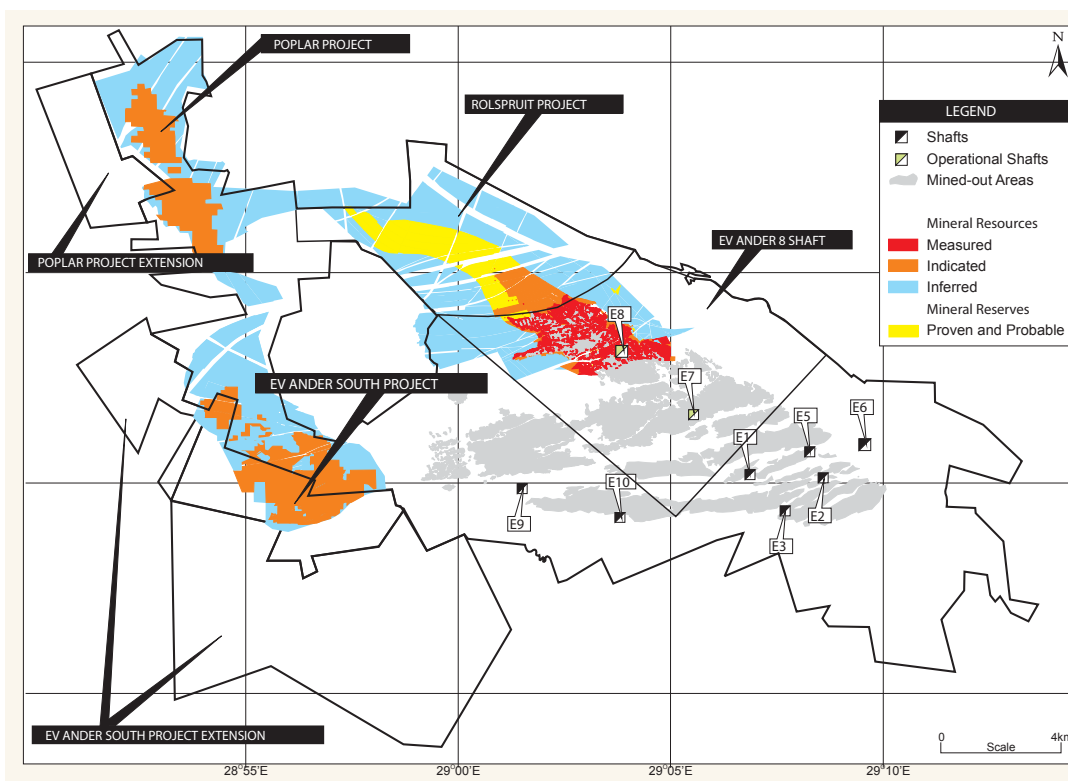 POPLAR PROJECT
N
ROLSPRUIT PROJECT
LEGEND
Shafts
Operational Shafts
Mined-out Areas
Mineral Resources
Measured
Indicated
Inferred
Mineral Reserves
Proven and Probable
EV ANDER 8 SHAFT
POPLAR PROJECT EXTENSION
E8
EV ANDER SOUTH PROJECT
E7
E6
E5
E1
E10
E9
E2
E3
EV ANDER SOUTH PROJECT EXTENSION
0 4km
Scale
28°55'E 29°00'E 29°05'E 29°10'E